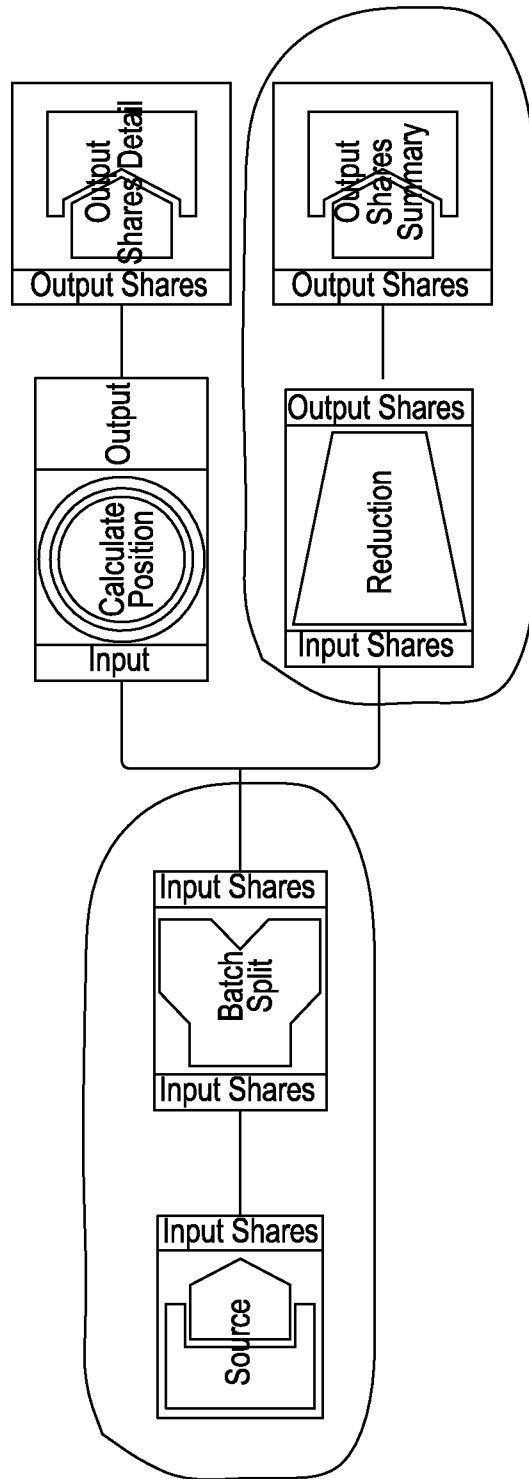 Source
Input Shares
Input Shares
Batch
Split
Input Shares
Input
Calculate
Position
Output
Output Shares
Output
Shares Detail
Input Shares
Reduction
Output Shares
Output Shares
Output
Shares
Summary